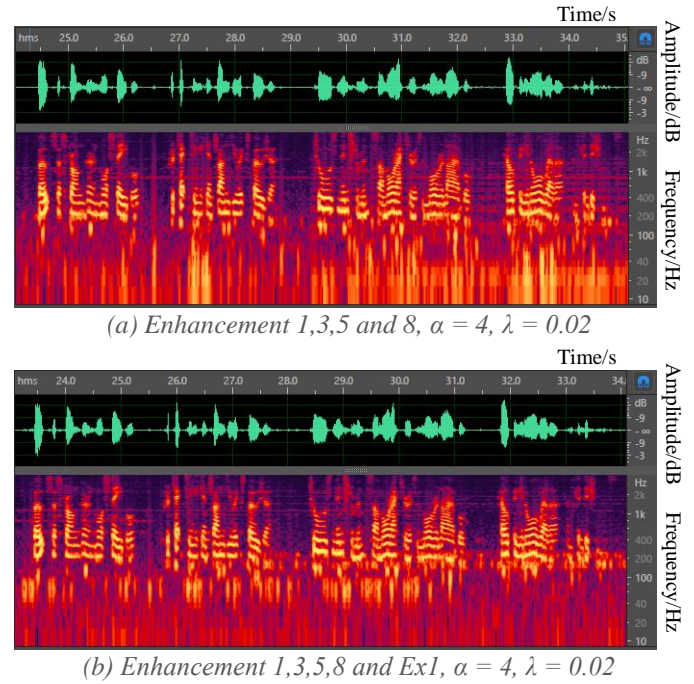 Time/s
hms 25.0 26.0 27.0 28.0 29.0 30.0 31.0 32.0 33.0 34.0 35
dB
-9
-∞
-9
-3
Amplitude/dB
Hz
2k
1k
400
200
100
40
20
10
Frequency/Hz
(a) Enhancement 1,3,5 and 8, α = 4, λ = 0.02
Time/s
hms 24.0 25.0 26.0 27.0 28.0 29.0 30.0 31.0 32.0 33.0 34.
dB
-9
-∞
-9
-3
Amplitude/dB
Hz
2k
1k
400
200
100
40
20
10
Frequency/Hz
(b) Enhancement 1,3,5,8 and Ex1, α = 4, λ = 0.02